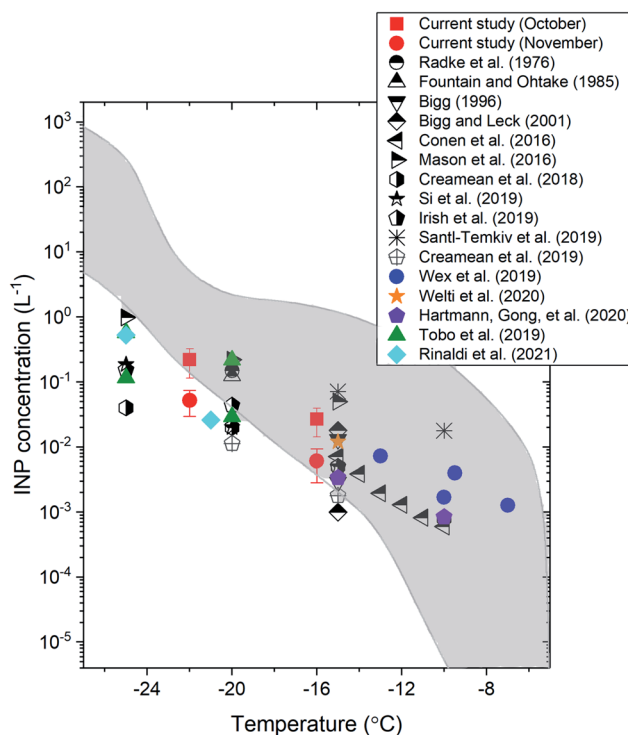 Current study (October)
Current study (November)
Radke et al. (1976)
Fountain and Ohtake (1985)
Bigg (1996)
Bigg and Leck (2001)
Conen et al. (2016)
Mason et al. (2016)
Creamean et al. (2018)
Si et al. (2019)
Irish et al. (2019)
Santl-Temkiv et al. (2019)
Creamean et al. (2019)
Wex et al. (2019)
Welti et al. (2020)
Hartmann, Gong, et al. (2020)
Tobo et al. (2019)
Rinaldi et al. (2021)
INP concentration (L⁻¹)
10³
10²
10¹
10⁰
10⁻¹
10⁻²
10⁻³
10⁻⁴
10⁻⁵
-24 -20 -16 -12 -8
Temperature (°C)